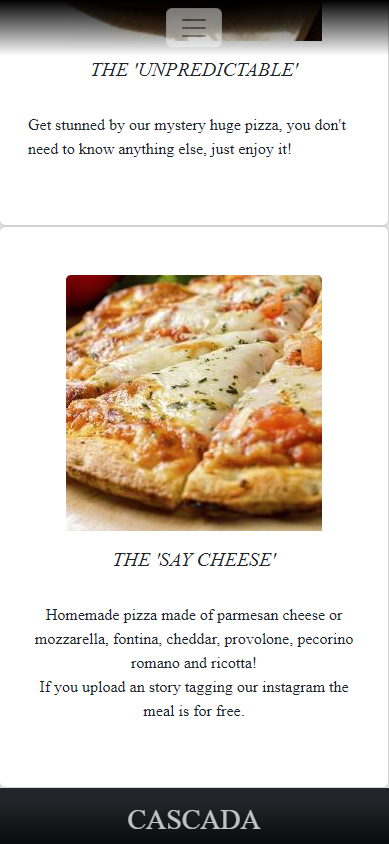 THE 'UNPREDICTABLE'
Get stunned by our mystery huge pizza, you don't
need to know anything else, just enjoy it!
THE 'SAY CHEESE'
Homemade pizza made of parmesan cheese or
mozzarella, fontina, cheddar, provolone, pecorino
romano and ricotta!
If you upload an story tagging our instagram the
meal is for free.
CASCADA